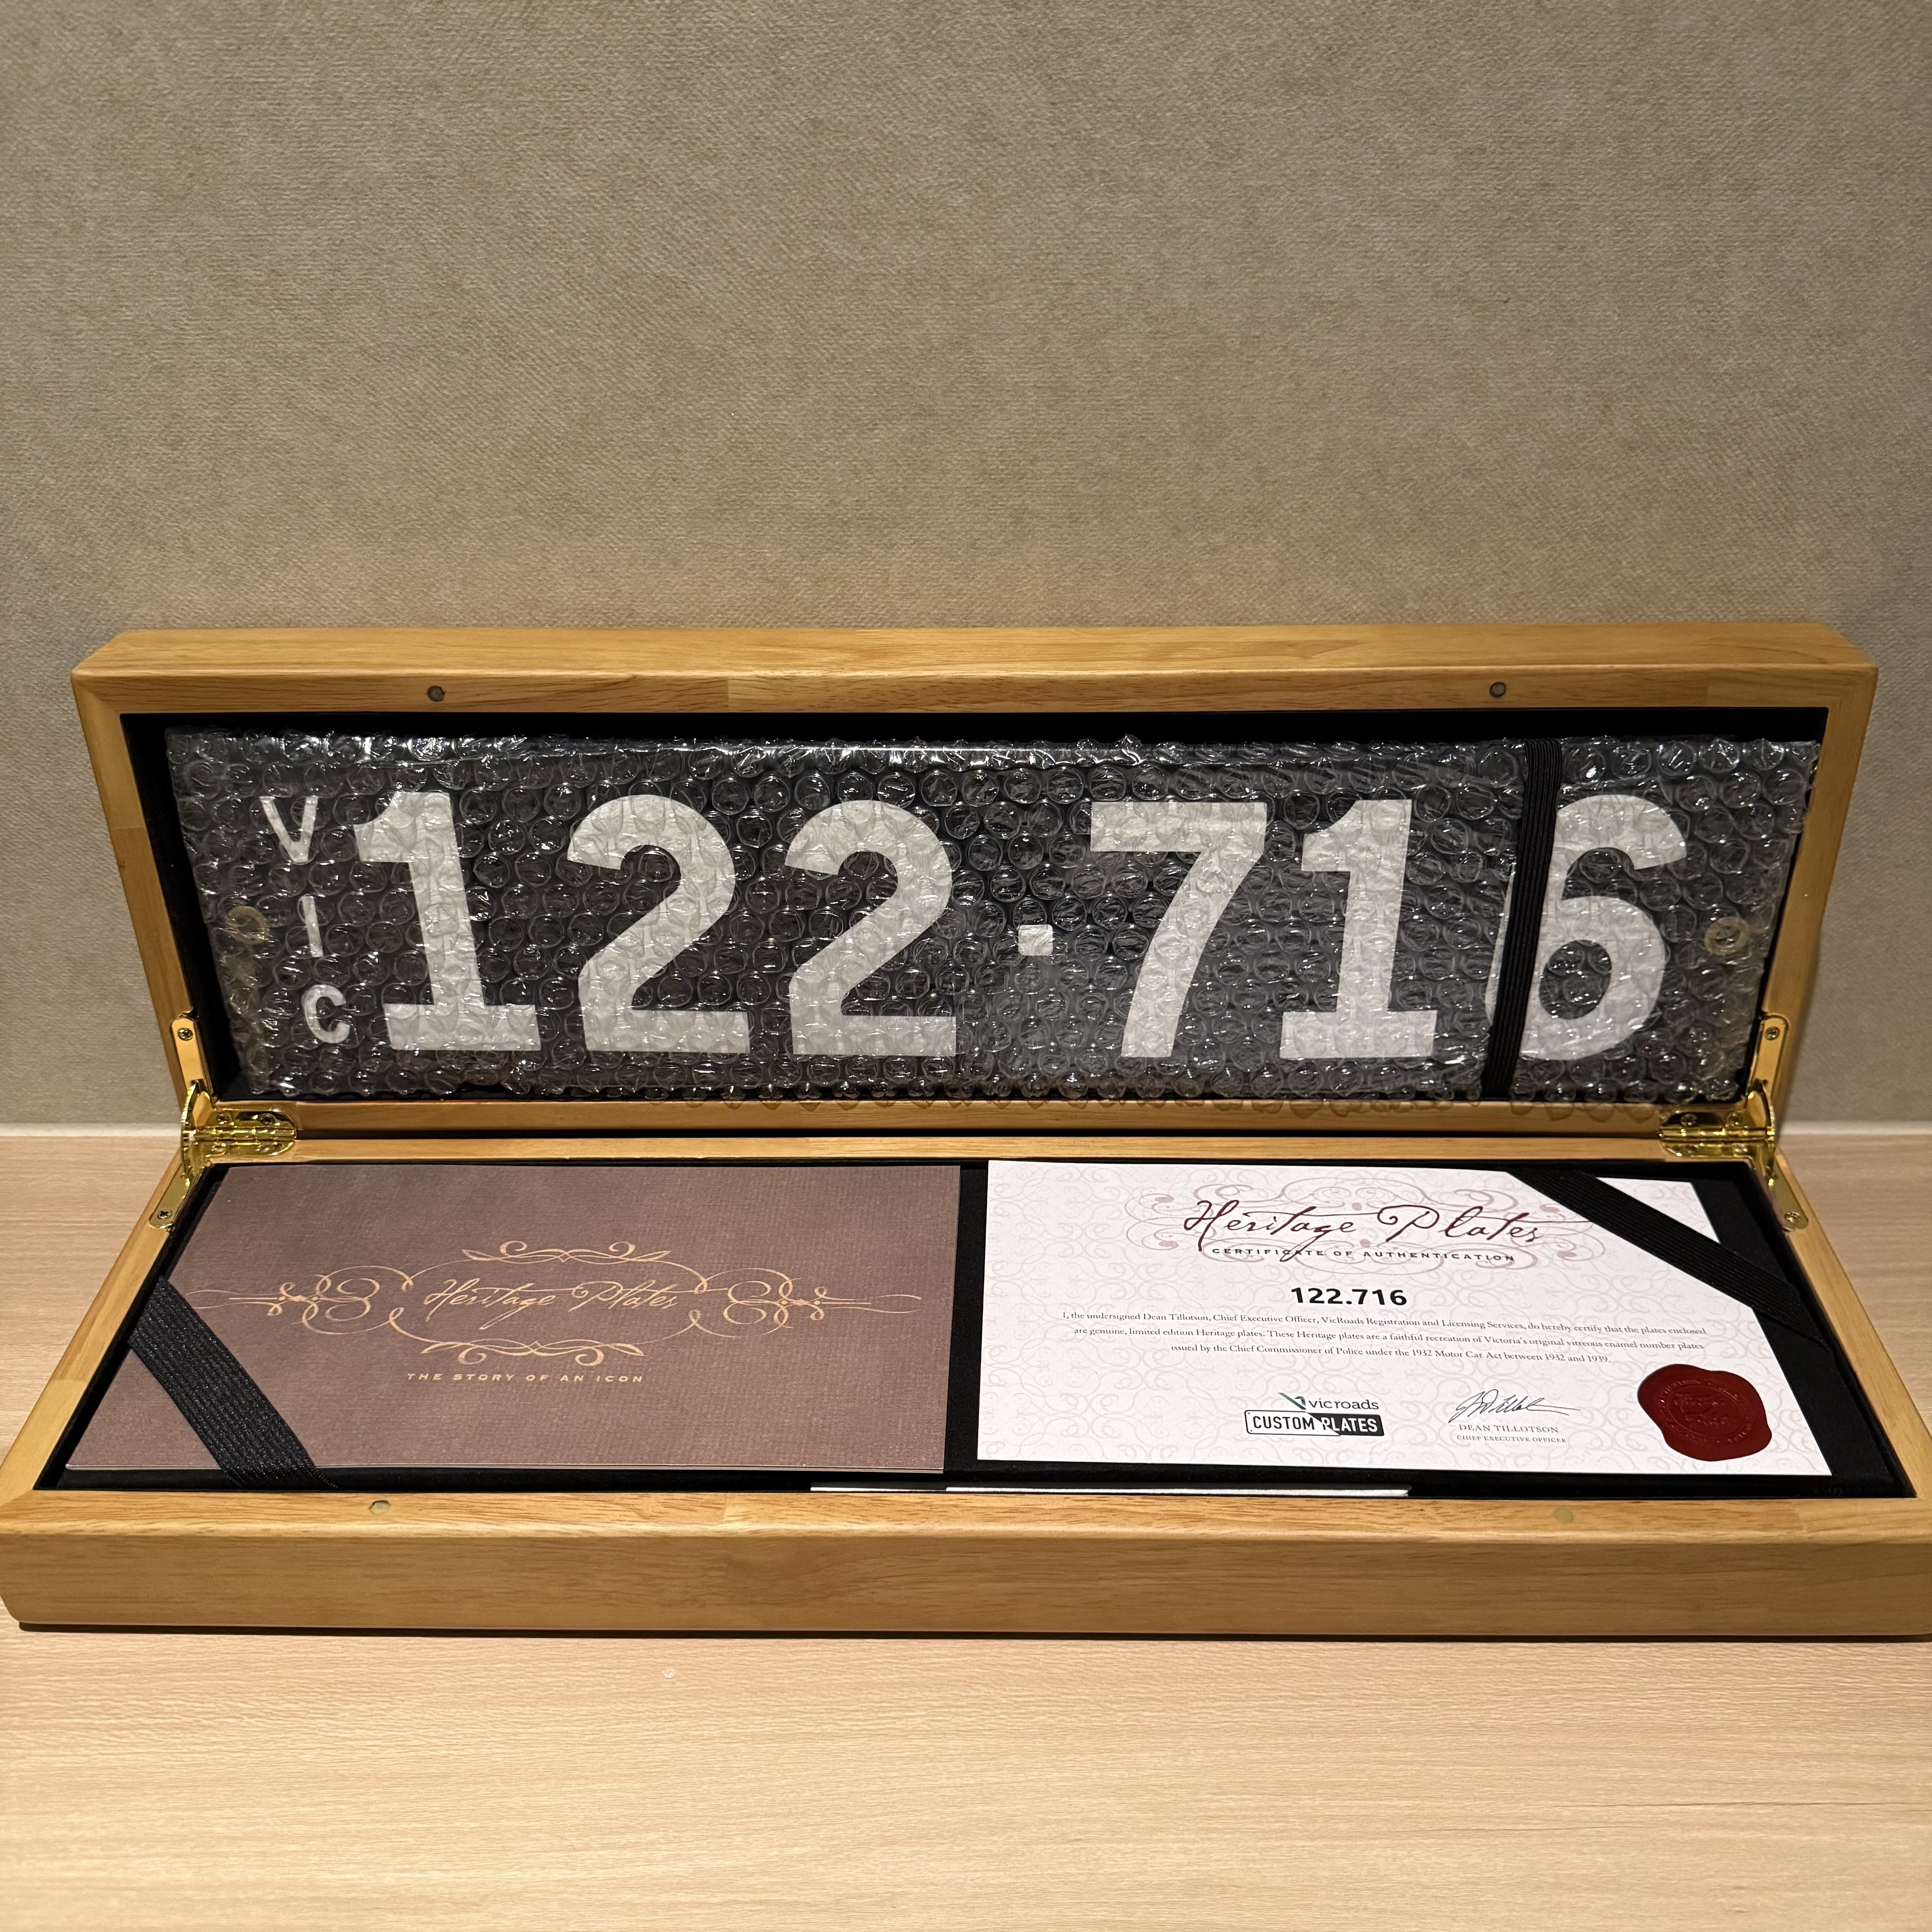 VIC 122·716
Heritage Plates
THE STORY OF AN ICON
Heritage Plates
CERTIFICATE OF AUTHENTICATION
122.716
I, the undersigned Dean Tillotson, Chief Executive Officer, VicRoads Registration and Licensing Services, do hereby certify that the plates enclosed
are genuine, limited edition Heritage plates. These Heritage plates are a faithful recreation of Victoria's original vitreous enamel number plates
issued by the Chief Commissioner of Police under the 1932 Motor Car Act between 1932 and 1939.
vicroads
CUSTOM PLATES
DEAN TILLOTSON
CHIEF EXECUTIVE OFFICER